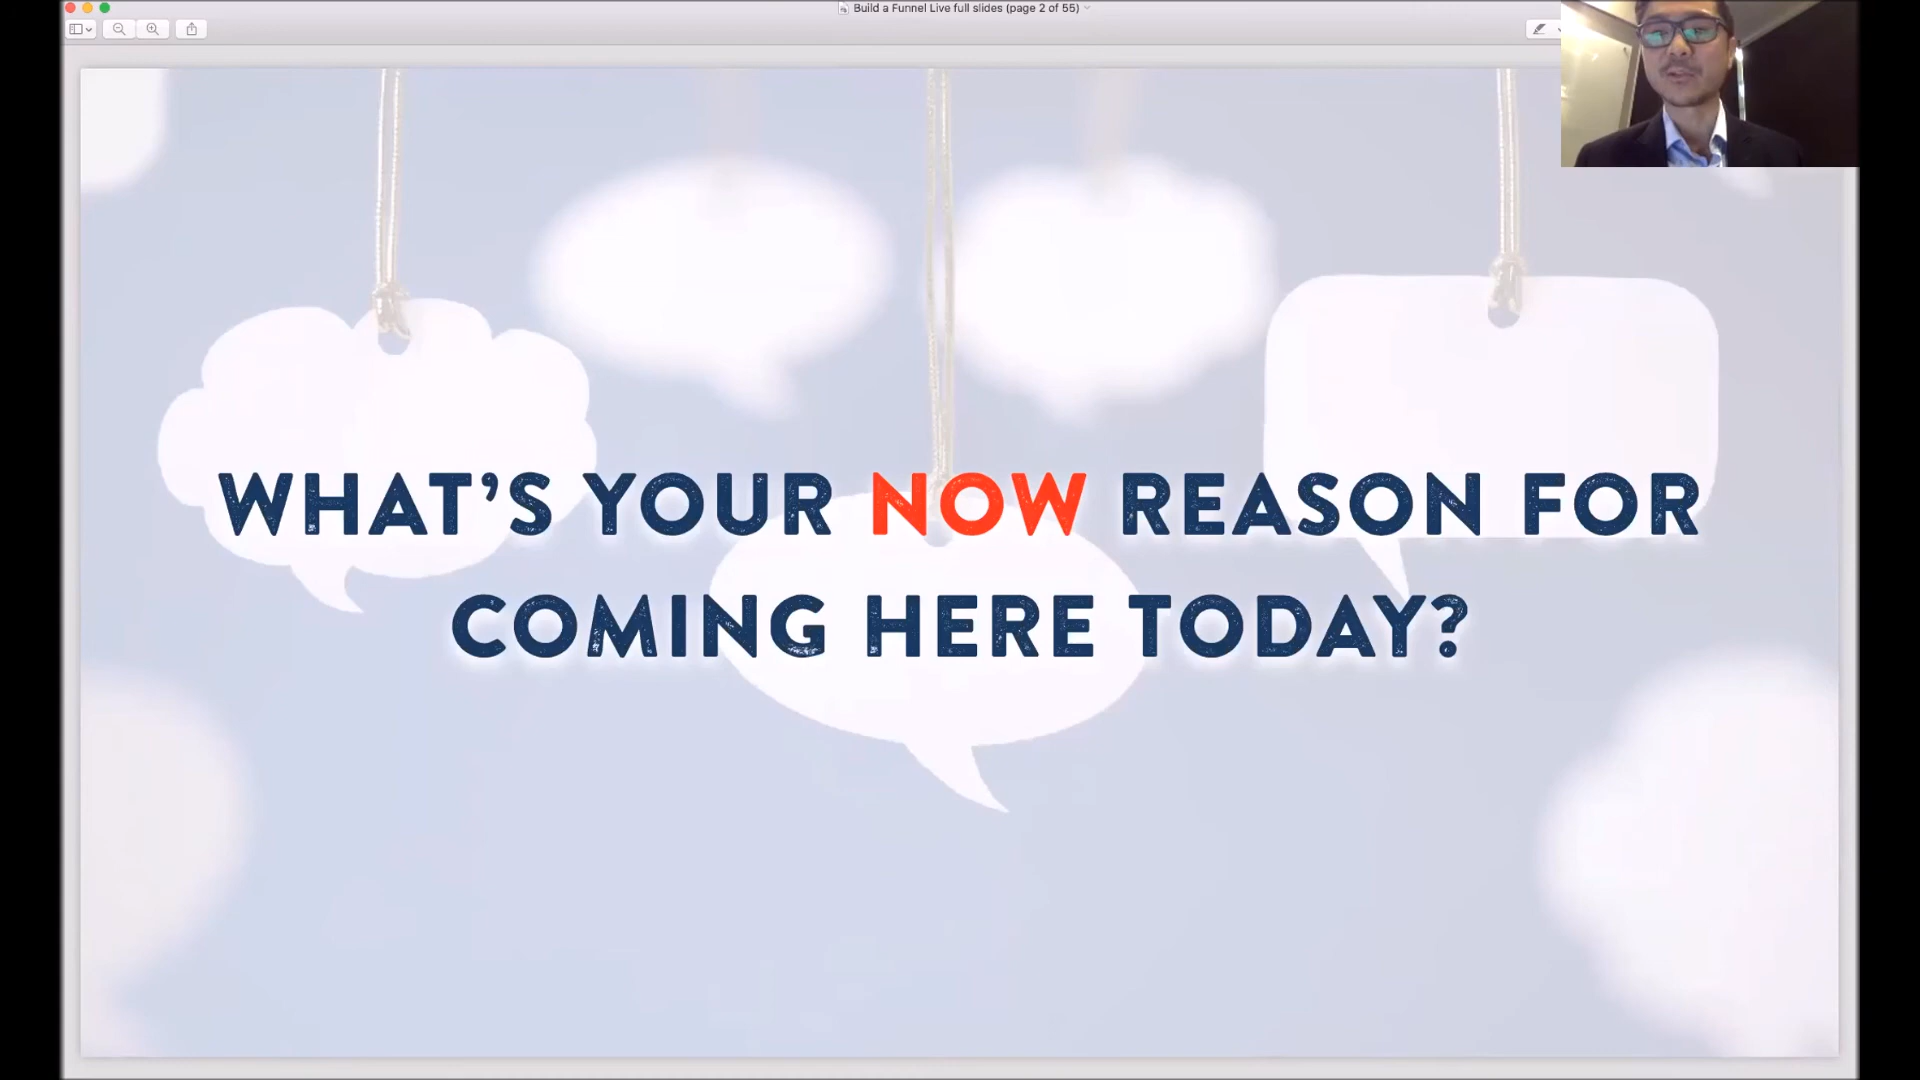 Build a Funnel Live full slides (page 2 of 55)
WHAT'S YOUR NOW REASON FOR
COMING HERE TODAY?